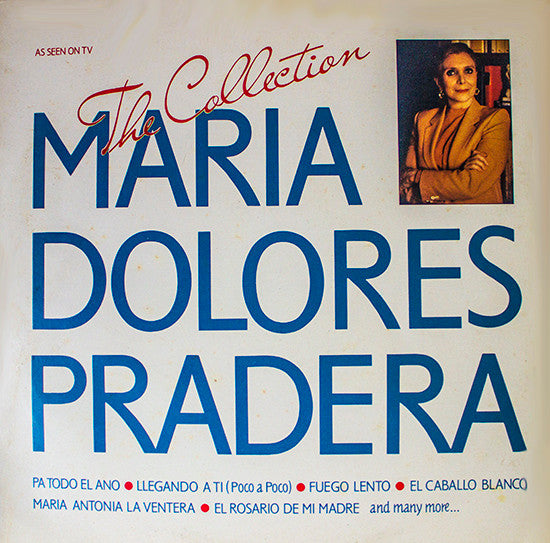 AS SEEN ON TV
The Collection
MARIA
DOLORES
PRADERA
PA TODO EL ANO ● LLEGANDO A TI (POCO A POCO) ● FUEGO LENTO ● EL CABALLO BLANCO
MARIA ANTONIA LA VENTERA ● EL ROSARIO DE MI MADRE and many more...